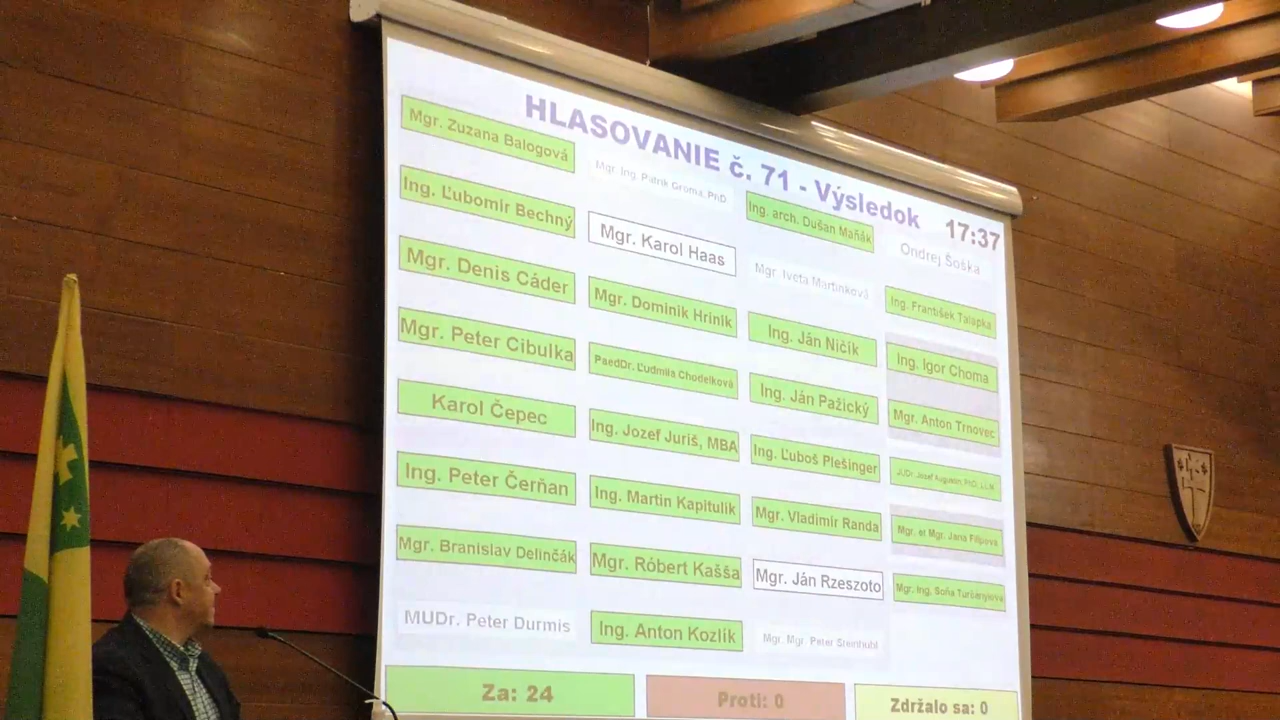 HLASOVANIE č. 71 - Výsledok 17:37
Mgr. Zuzana Balogová
Ing. Ľubomír Bechný
Mgr. Denis Cáder
Mgr. Peter Cibulka
Karol Čepec
Ing. Peter Čerňan
Mgr. Branislav Delinčák
MUDr. Peter Durmis
Mgr. Ing. Patrik Groma, PhD
Mgr. Karol Haas
Mgr. Dominik Hrinik
PaedDr. Ľudmila Chodelková
Ing. Jozef Juriš, MBA
Ing. Martin Kapitulík
Mgr. Róbert Kašša
Ing. Anton Kozlík
Ing. arch. Dušan Maňák
Mgr. Iveta Martinková
Ing. Ján Ničík
Ing. Ján Pažický
Ing. Ľuboš Plešinger
Mgr. Vladimír Randa
Mgr. Ján Rzeszoto
Mgr. Mgr. Peter Steinhubl
Ondrej Šoška
Ing. František Talapka
Ing. Igor Choma
Mgr. Anton Trnovec
JUDr. Jozef Augustín, PhD., LL.M.
Mgr. et Mgr. Jana Filipová
Mgr. Ing. Soňa Turčányiová
Za: 24
Proti: 0
Zdržalo sa: 0